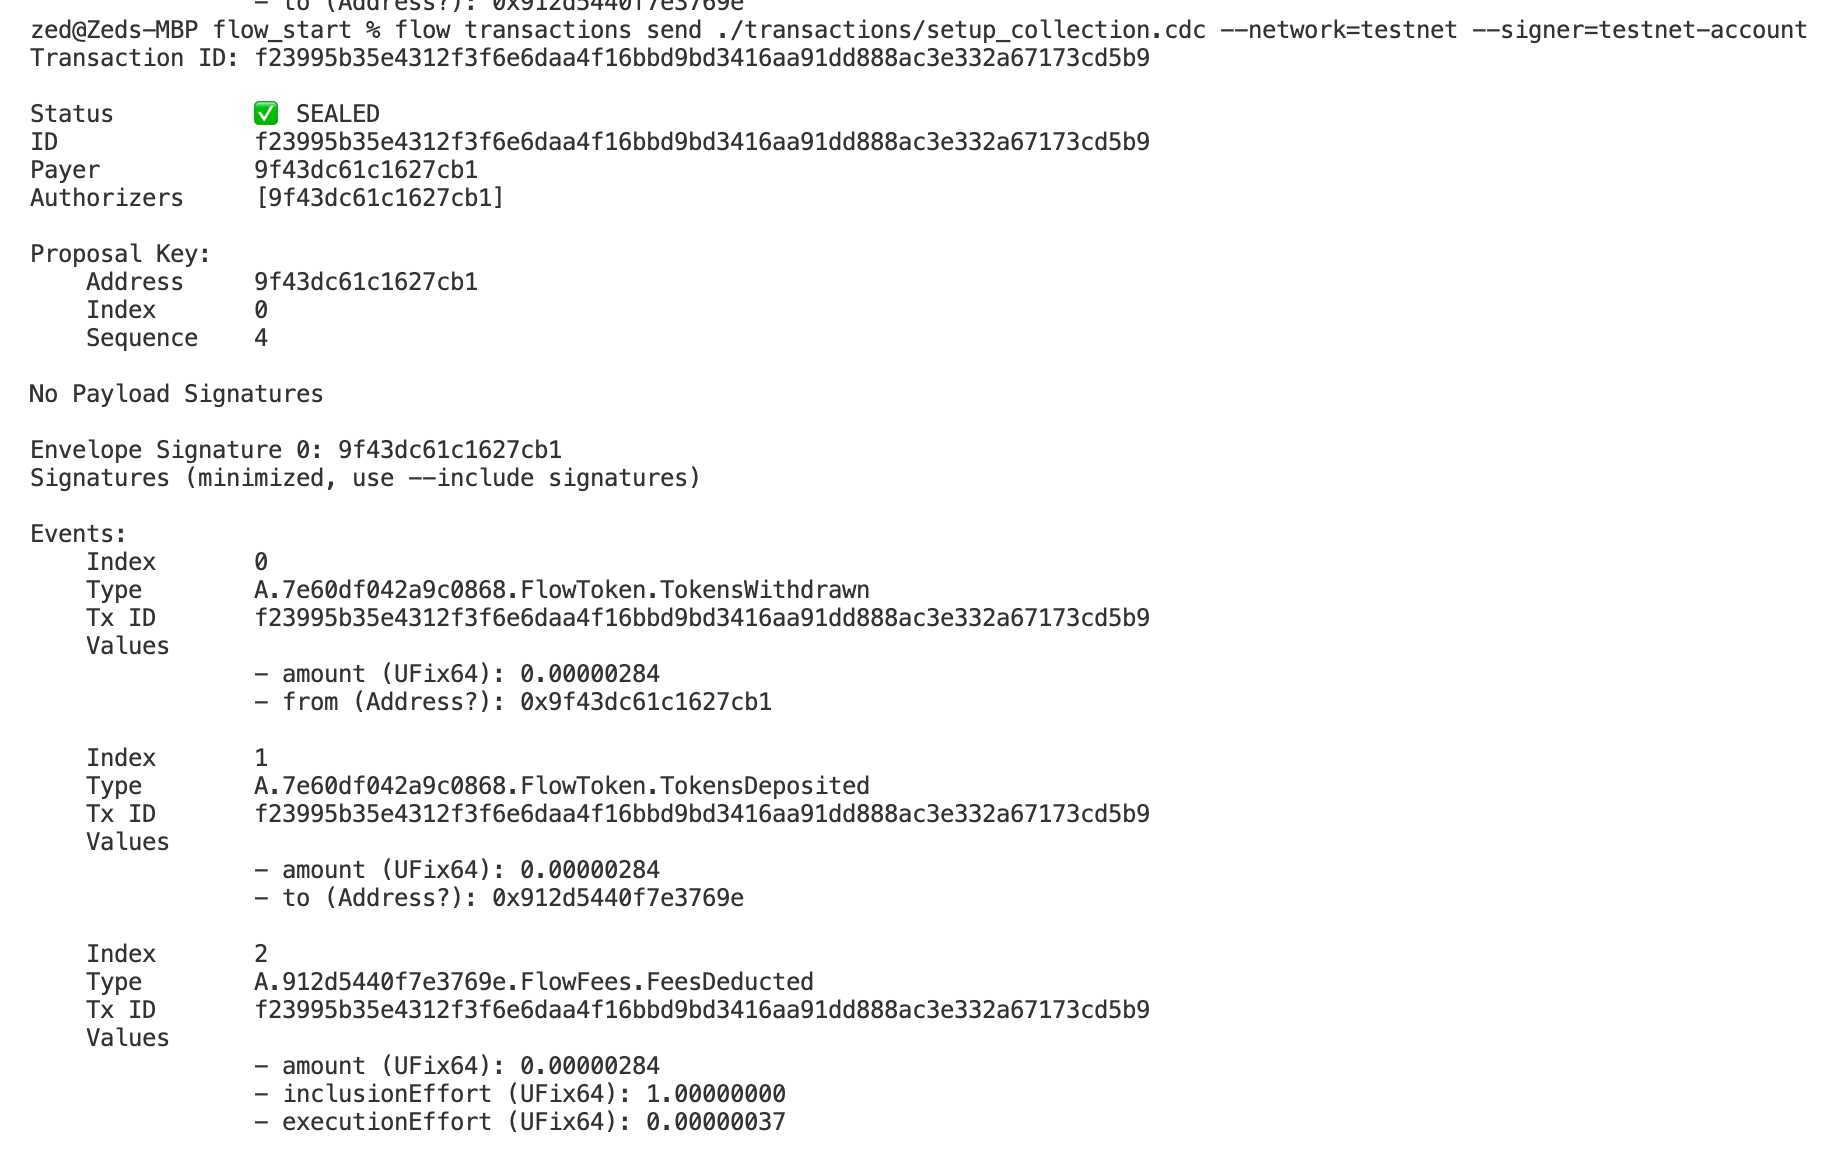 – to (Address?): 0x912d5440f7e3769e
zed@Zeds-MBP flow_start % flow transactions send ./transactions/setup_collection.cdc --network=testnet --signer=testnet-account
Transaction ID: f23995b35e4312f3f6e6daa4f16bbd9bd3416aa91dd888ac3e332a67173cd5b9
Status ✅ SEALED
ID f23995b35e4312f3f6e6daa4f16bbd9bd3416aa91dd888ac3e332a67173cd5b9
Payer 9f43dc61c1627cb1
Authorizers [9f43dc61c1627cb1]
Proposal Key:
Address 9f43dc61c1627cb1
Index 0
Sequence 4
No Payload Signatures
Envelope Signature 0: 9f43dc61c1627cb1
Signatures (minimized, use --include signatures)
Events:
Index 0
Type A.7e60df042a9c0868.FlowToken.TokensWithdrawn
Tx ID f23995b35e4312f3f6e6daa4f16bbd9bd3416aa91dd888ac3e332a67173cd5b9
Values
- amount (UFix64): 0.00000284
- from (Address?): 0x9f43dc61c1627cb1
Index 1
Type A.7e60df042a9c0868.FlowToken.TokensDeposited
Tx ID f23995b35e4312f3f6e6daa4f16bbd9bd3416aa91dd888ac3e332a67173cd5b9
Values
- amount (UFix64): 0.00000284
- to (Address?): 0x912d5440f7e3769e
Index 2
Type A.912d5440f7e3769e.FlowFees.FeesDeducted
Tx ID f23995b35e4312f3f6e6daa4f16bbd9bd3416aa91dd888ac3e332a67173cd5b9
Values
- amount (UFix64): 0.00000284
- inclusionEffort (UFix64): 1.00000000
- executionEffort (UFix64): 0.00000037